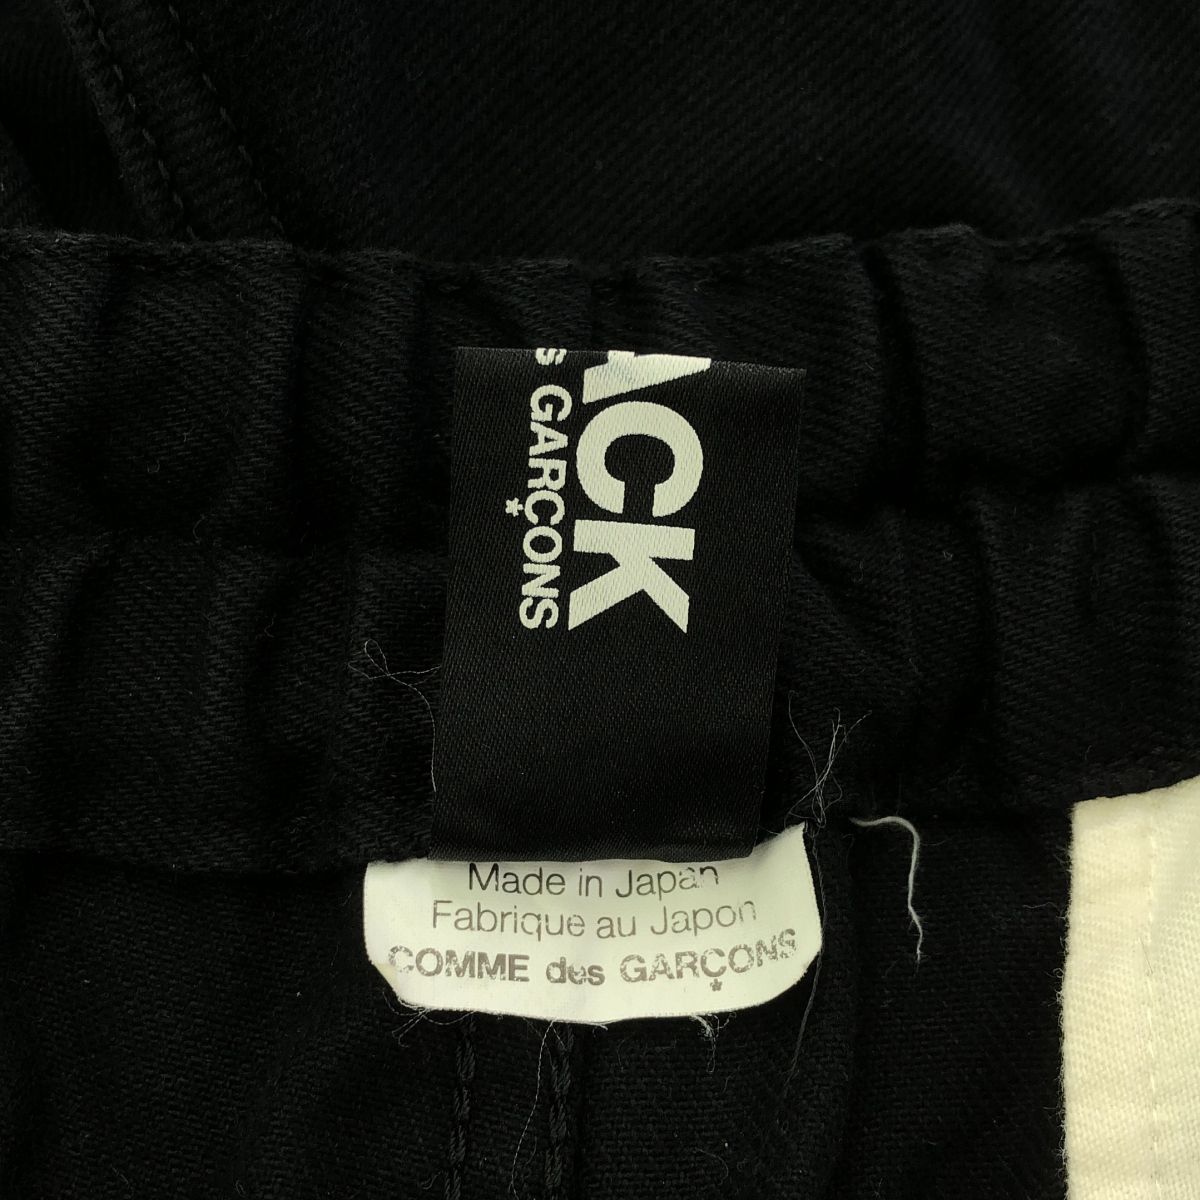 ACK
s GARÇONS
Made in Japan
Fabrique au Japon
COMME des GARÇONS